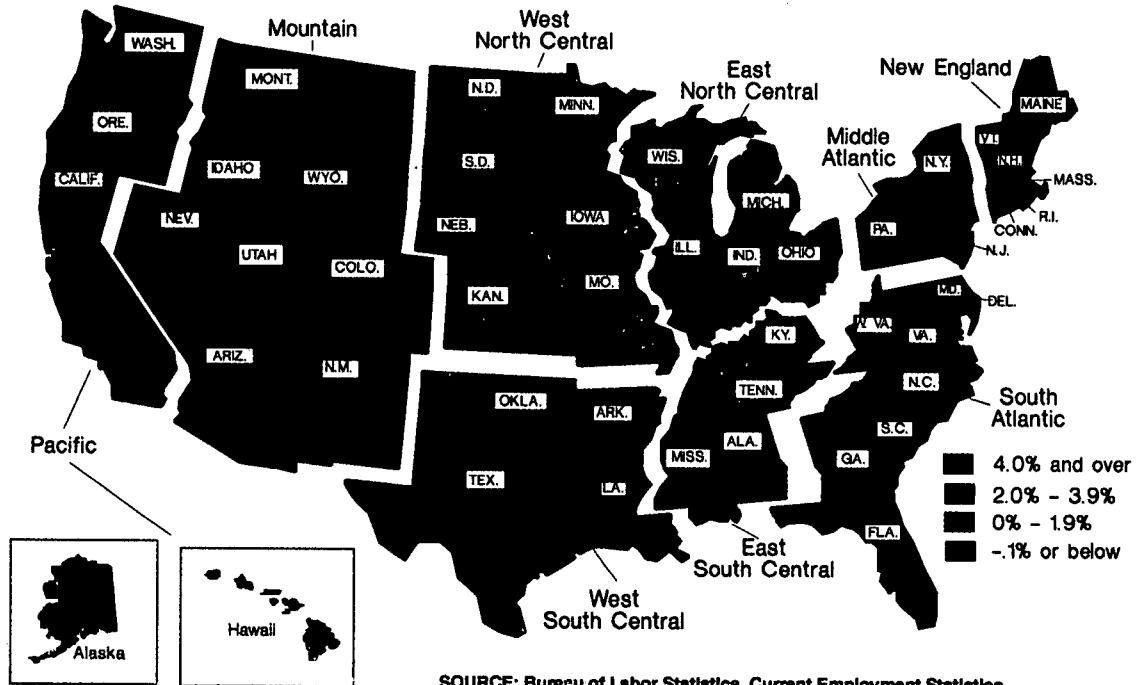 West
North Central
Mountain
WASH.
MONT.
N.D.
MINN.
East
North Central
New England
MAINE
ORE.
IDAHO
WYO.
S.D.
WIS.
MICH.
Middle
Atlantic
N.Y.
V.T.
N.H.
MASS.
R.I.
CONN.
CALIF.
NEV.
UTAH
COLO.
NEB.
IOWA
ILL.
IND.
OHIO
PA.
N.J.
KAN.
MO.
MD.
DEL.
W. VA.
VA.
KY.
ARIZ.
N.M.
OKLA.
ARK.
TENN.
N.C.
South
Atlantic
S.C.
MISS.
ALA.
GA.
TEX.
LA.
FLA.
Pacific
4.0% and over
2.0% - 3.9%
0% - 1.9%
-.1% or below
East
South Central
West
South Central
Alaska
Hawaii
SOURCE: Bureau of Labor Statistics, Current Employment Statistics